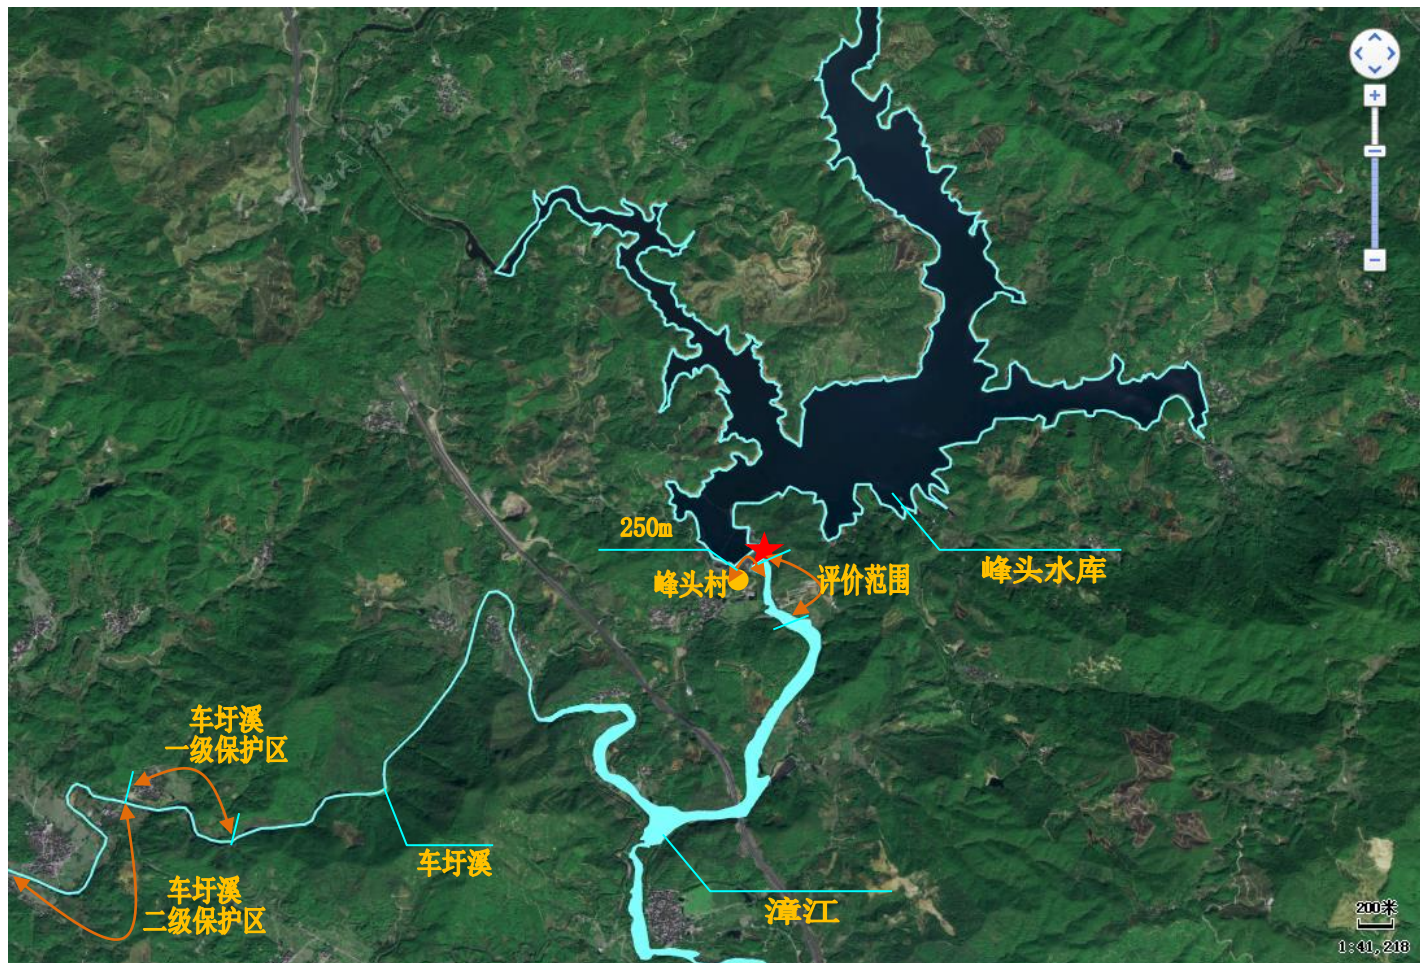 250m
峰头村
评价范围
峰头水库
车圩溪
一级保护区
车圩溪
车圩溪
二级保护区
漳江
200米
1:41,218